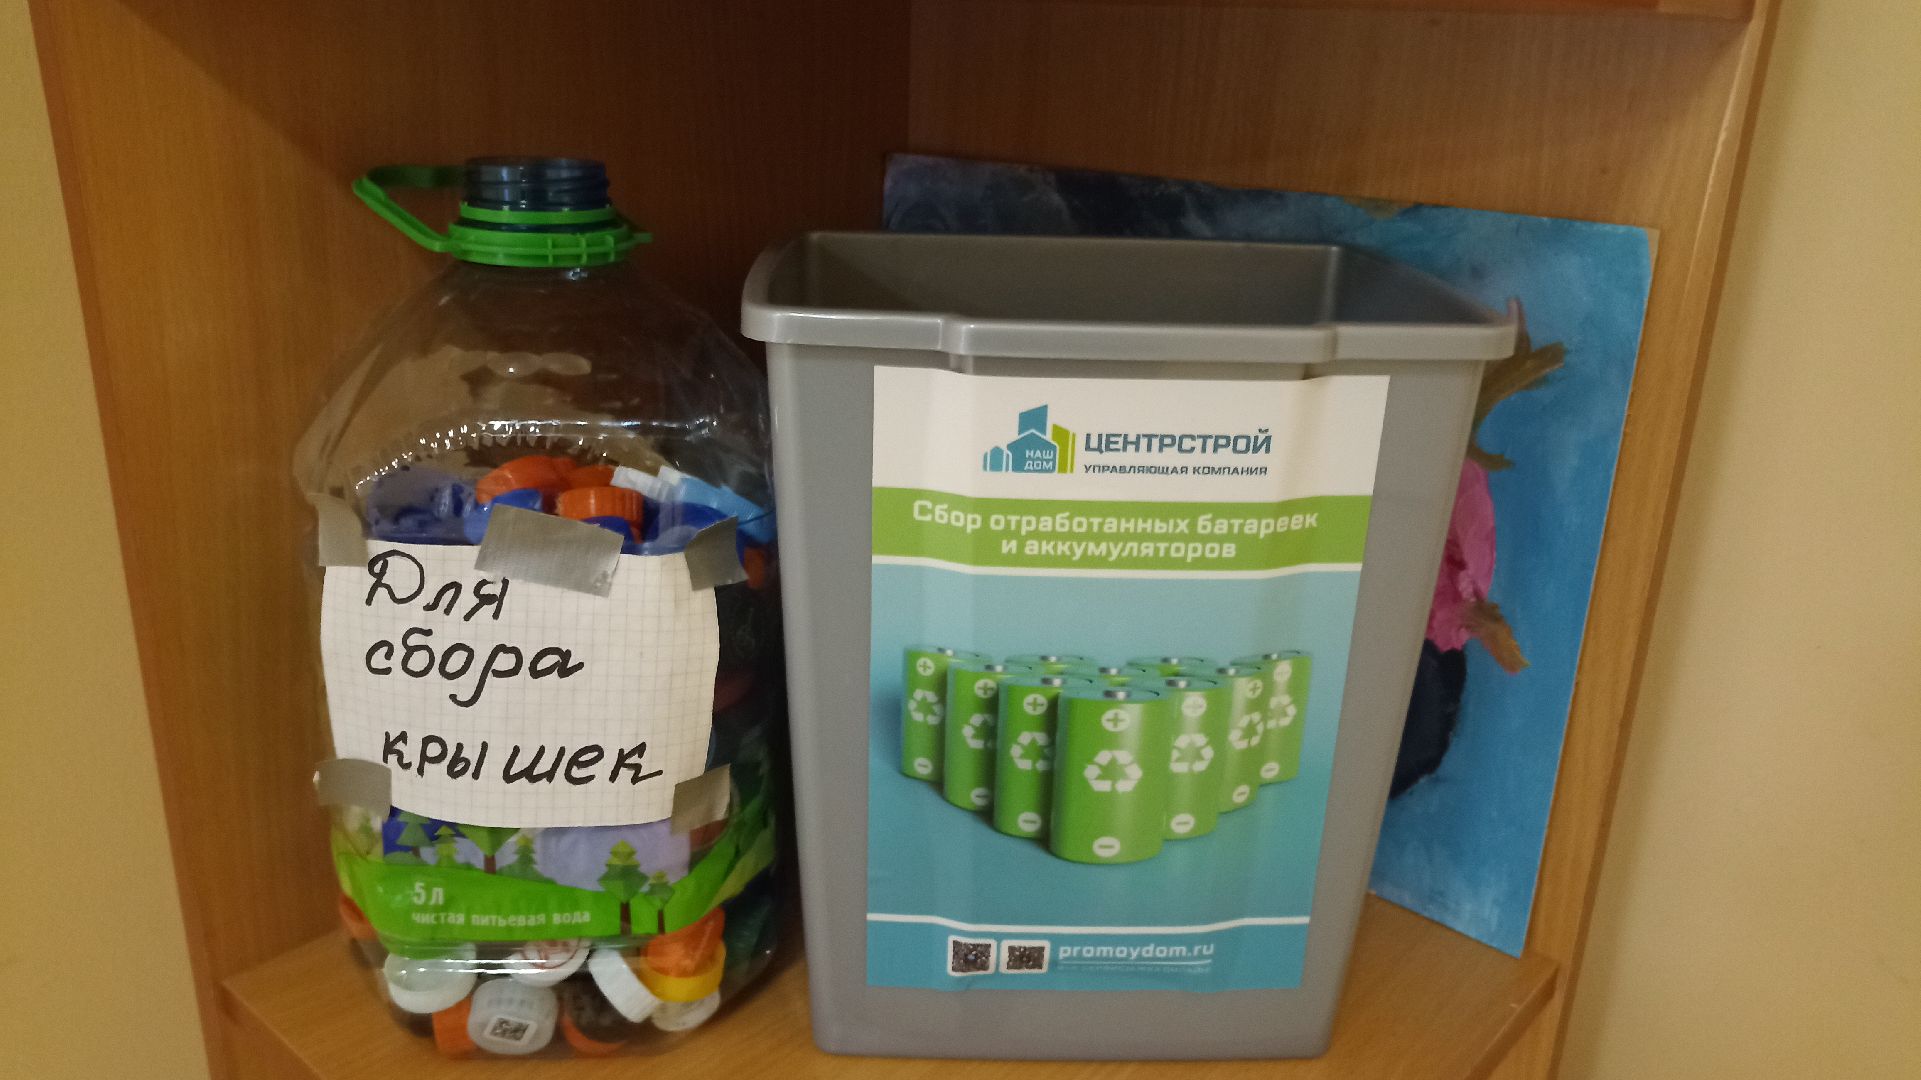 Для
сбора
крышек
5 л
чистая питьевая вода
НАШ
ДОМ
ЦЕНТРСТРОЙ
УПРАВЛЯЮЩАЯ КОМПАНИЯ
Сбор отработанных батареек
и аккумуляторов
promoydom.ru